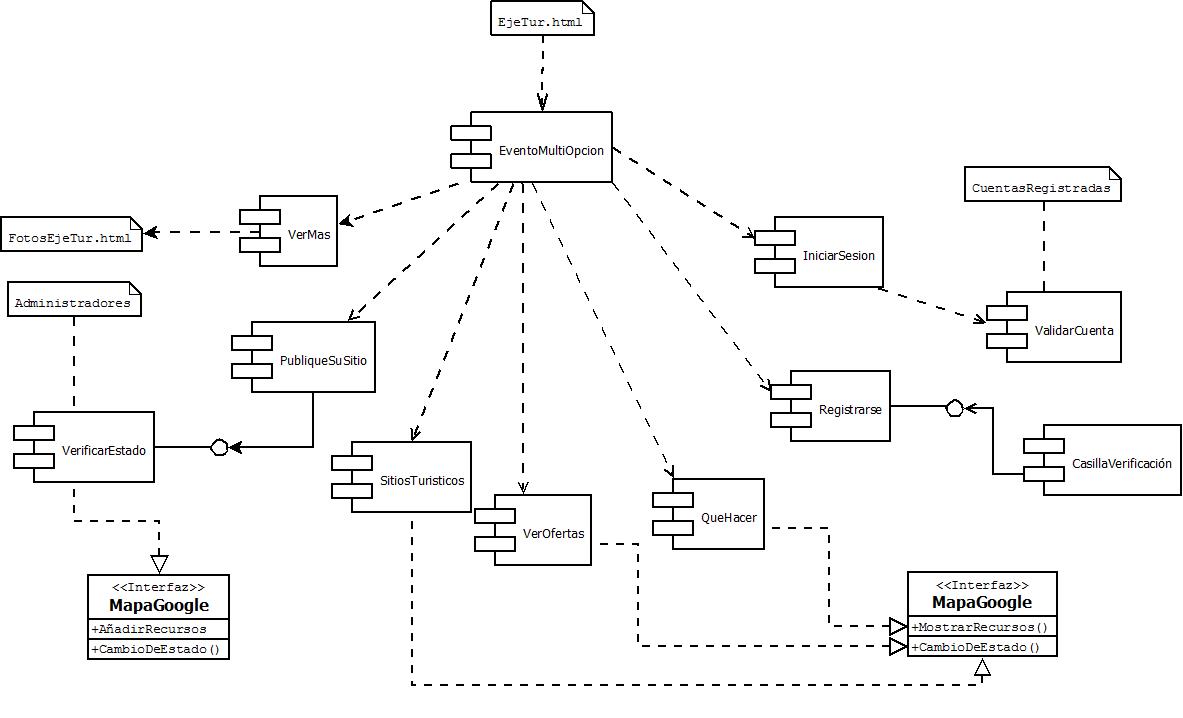 EjeTur.html
EventoMultiOpcion
CuentasRegistradas
FotosEjeTur.html
VerMas
IniciarSesion
Administradores
ValidarCuenta
PubliqueSuSitio
Registrarse
VerificarEstado
CasillaVerificación
SitiosTuristicos
QueHacer
VerOfertas
<<Interfaz>>
MapaGoogle
+AñadirRecursos
+CambioDeEstado()
<<Interfaz>>
MapaGoogle
+MostrarRecursos()
+CambioDeEstado()